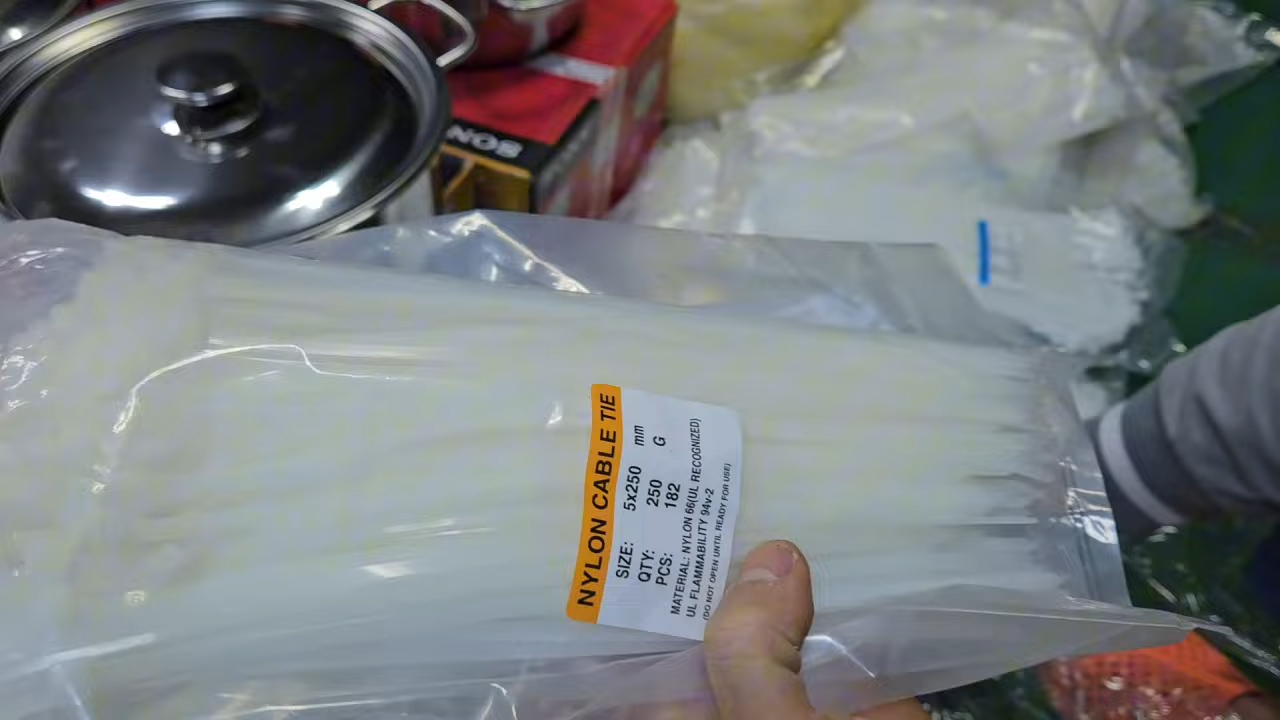 NYLON CABLE TIE
SIZE: 5x250 mm
QTY: 250 G
PCS: 182
MATERIAL: NYLON 66(UL RECOGNIZED)
UL FLAMMABILITY 94v-2
(DO NOT OPEN UNTIL READY FOR USE)
SON